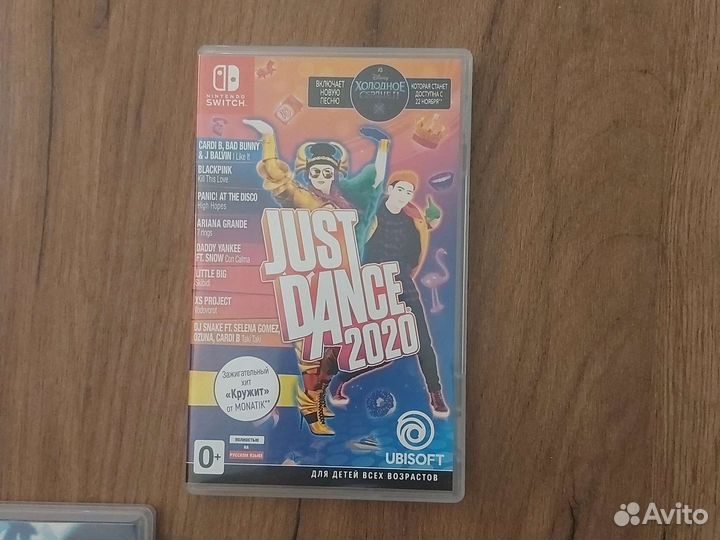 NINTENDO
SWITCH
ВКЛЮЧАЕТ
НОВУЮ
ПЕСНЮ
ИЗ
Disney
ХОЛОДНОЕ
СЕРДЦЕ II
КОТОРАЯ СТАНЕТ
ДОСТУПНА С
22 НОЯБРЯ**
CARDI B, BAD BUNNY
& J BALVIN I Like It
BLACKPINK
Kill This Love
PANIC! AT THE DISCO
High Hopes
ARIANA GRANDE
7 rings
DADDY YANKEE
FT. SNOW Con Calma
LITTLE BIG
Skibidi
XS PROJECT
Vodovorot
DJ SNAKE FT. SELENA GOMEZ,
OZUNA, CARDI B Taki Taki
JUST
DANCE
2020
Зажигательный
хит
«Кружит»
от MONATIK**
0+
ПОЛНОСТЬЮ
НА
РУССКОМ ЯЗЫКЕ
UBISOFT
ДЛЯ ДЕТЕЙ ВСЕХ ВОЗРАСТОВ
Avito